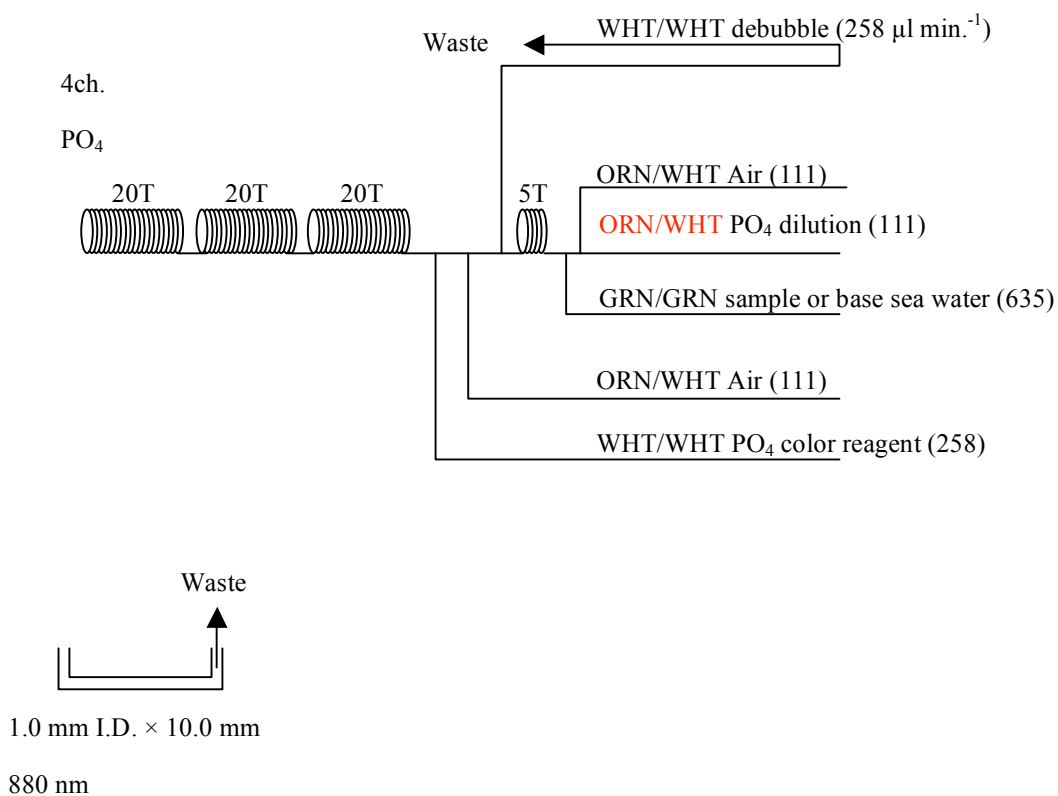 WHT/WHT debubble (258 μl min.⁻¹)
Waste
4ch.
PO₄
20T 20T 20T 5T
ORN/WHT Air (111)
ORN/WHT PO₄ dilution (111)
GRN/GRN sample or base sea water (635)
ORN/WHT Air (111)
WHT/WHT PO₄ color reagent (258)
Waste
1.0 mm I.D. × 10.0 mm
880 nm